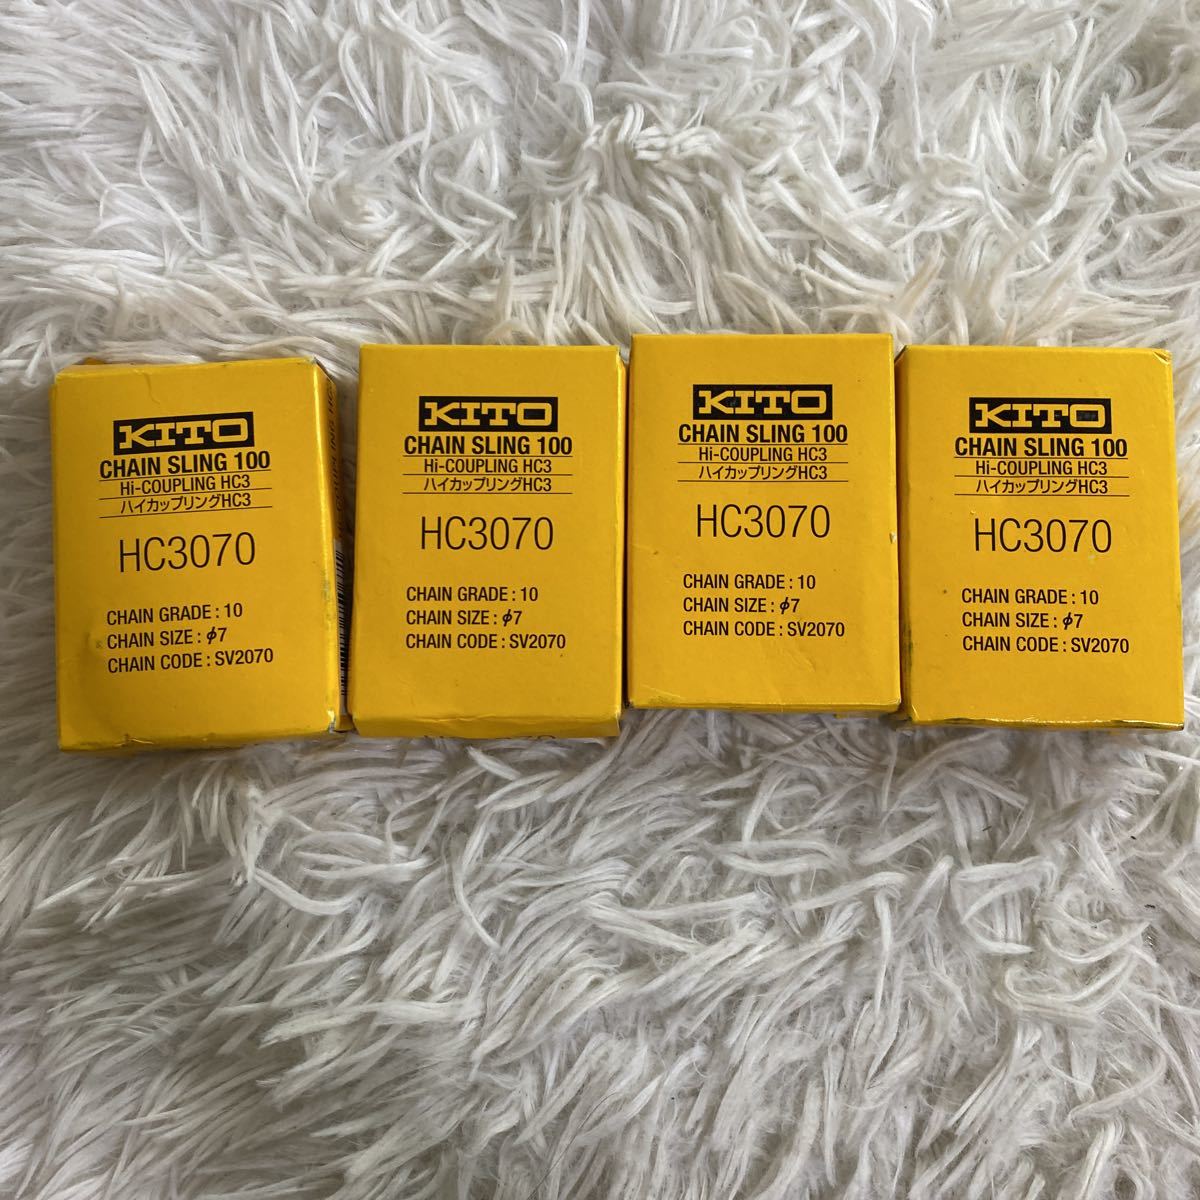 KITO
CHAIN SLING 100
Hi-COUPLING HC3
ハイカップリングHC3
HC3070
CHAIN GRADE : 10
CHAIN SIZE : φ7
CHAIN CODE : SV2070
KITO
CHAIN SLING 100
Hi-COUPLING HC3
ハイカップリングHC3
HC3070
CHAIN GRADE : 10
CHAIN SIZE : φ7
CHAIN CODE : SV2070
KITO
CHAIN SLING 100
Hi-COUPLING HC3
ハイカップリングHC3
HC3070
CHAIN GRADE : 10
CHAIN SIZE : φ7
CHAIN CODE : SV2070
KITO
CHAIN SLING 100
Hi-COUPLING HC3
ハイカップリングHC3
HC3070
CHAIN GRADE : 10
CHAIN SIZE : φ7
CHAIN CODE : SV2070